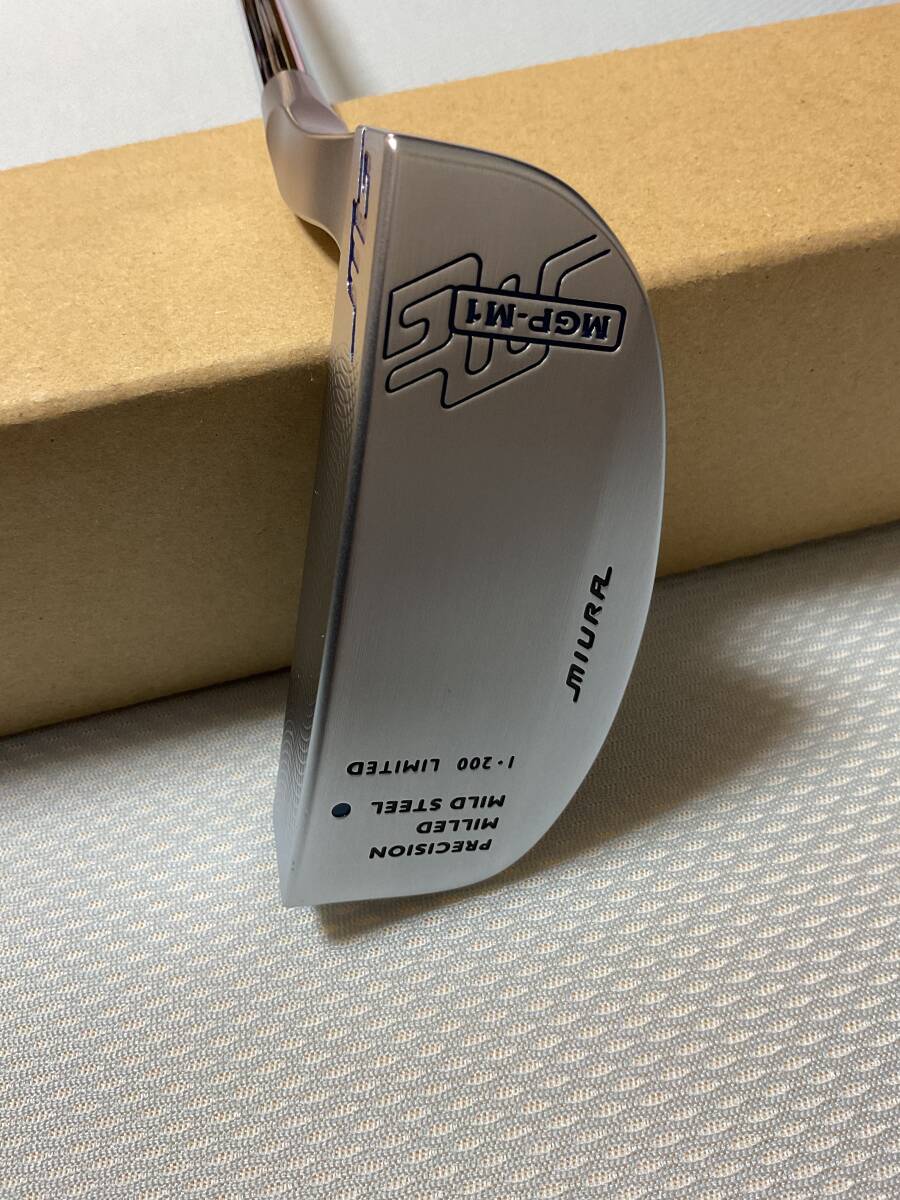 MGP-M1
MIURA
1・200 LIMITED
PRECISION
MILLED
MILD STEEL